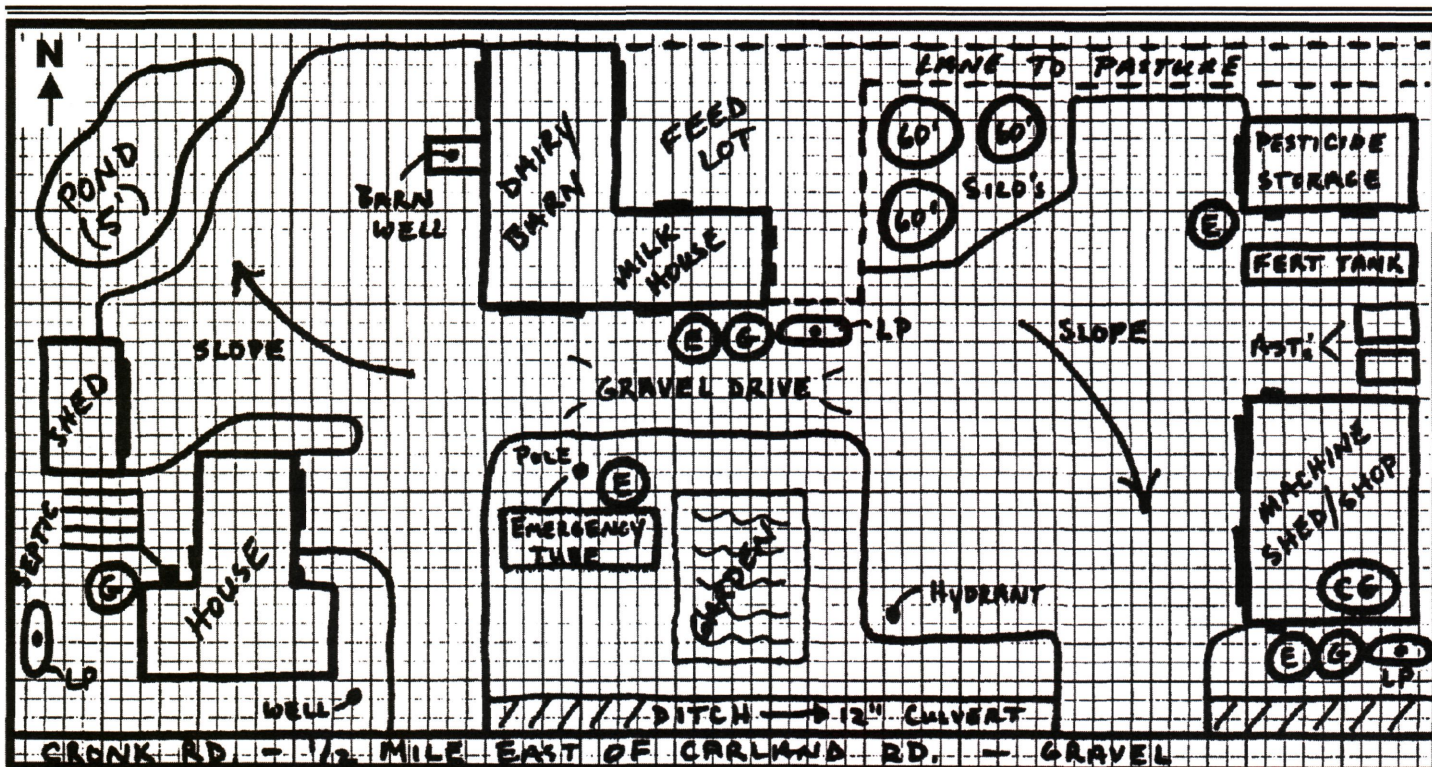 N
LANE TO PASTURE
POND
(5')
BARN
WELL
DAIRY
BARN
FEED
LOT
MILK
HOUSE
60'
60'
60'
SILO'S
PESTICIDE
STORAGE
E
FERT TANK
AST's
SLOPE
SHED
E
G
LP
SLOPE
GRAVEL DRIVE
POLE
E
EMERGENCY
TUBE
GARDEN
HYDRANT
MACHINE
SHED/SHOP
CG
E
G
LP
SEPTIC
G
LP
HOUSE
WELL
DITCH → 12" CULVERT
CRONK RD. - 1/2 MILE EAST OF CARLAND RD. - GRAVEL